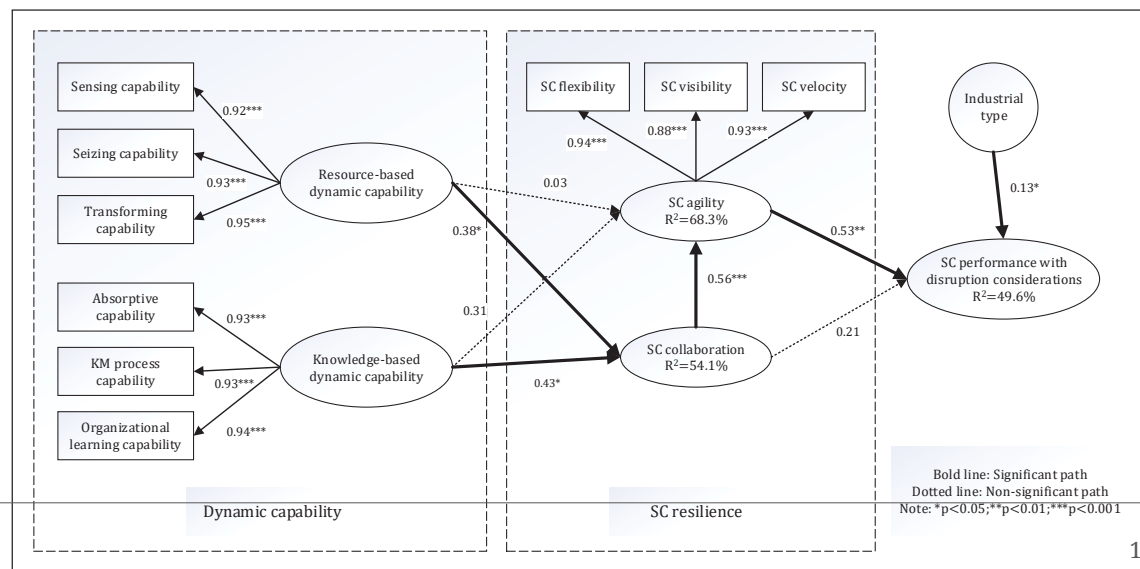 Sensing capability
Seizing capability
Transforming
capability
0.92***
0.93***
0.95***
Resource-based
dynamic capability
Absorptive
capability
KM process
capability
Organizational
learning capability
0.93***
0.93***
0.94***
Knowledge-based
dynamic capability
Dynamic capability
0.03
0.38*
0.31
0.43*
SC flexibility
SC visibility
SC velocity
0.94***
0.88***
0.93***
SC agility
R²=68.3%
0.56***
SC collaboration
R²=54.1%
SC resilience
0.53**
0.21
Industrial
type
0.13*
SC performance with
disruption considerations
R²=49.6%
Bold line: Significant path
Dotted line: Non-significant path
Note: *p<0.05;**p<0.01;***p<0.001
1